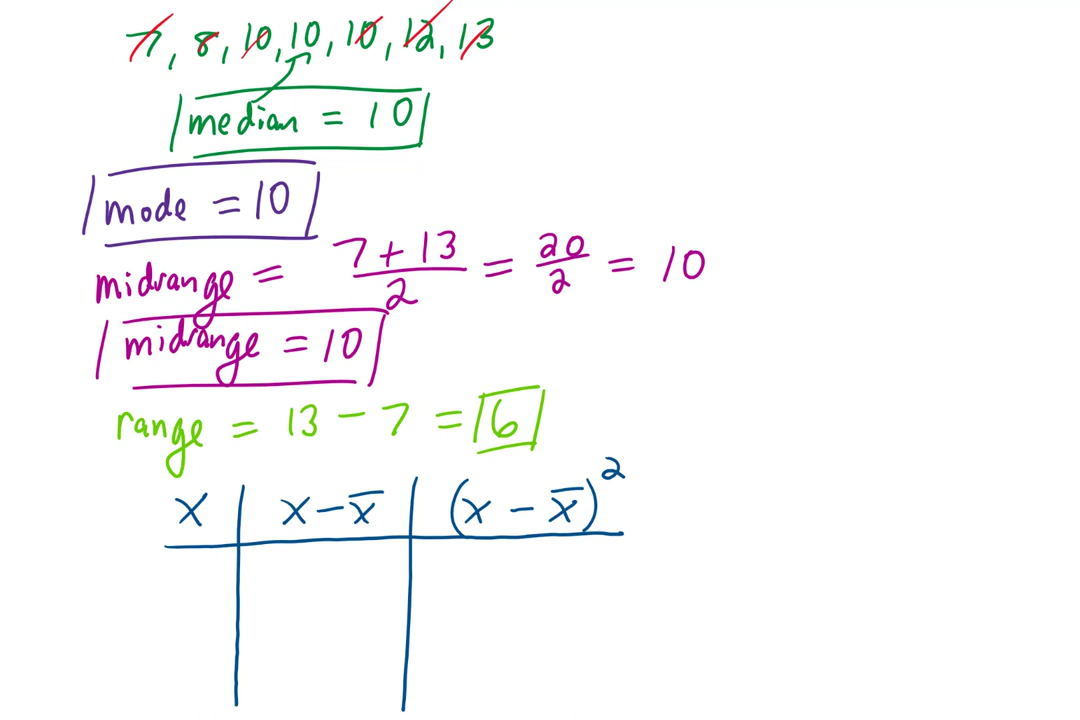 7, 8, 10, 10, 10, 12, 13
median = 10
mode = 10
midrange = 7 + 13 / 2 = 20 / 2 = 10
midrange = 10
range = 13 - 7 = 6
x | x - x̅ | (x - x̅)²